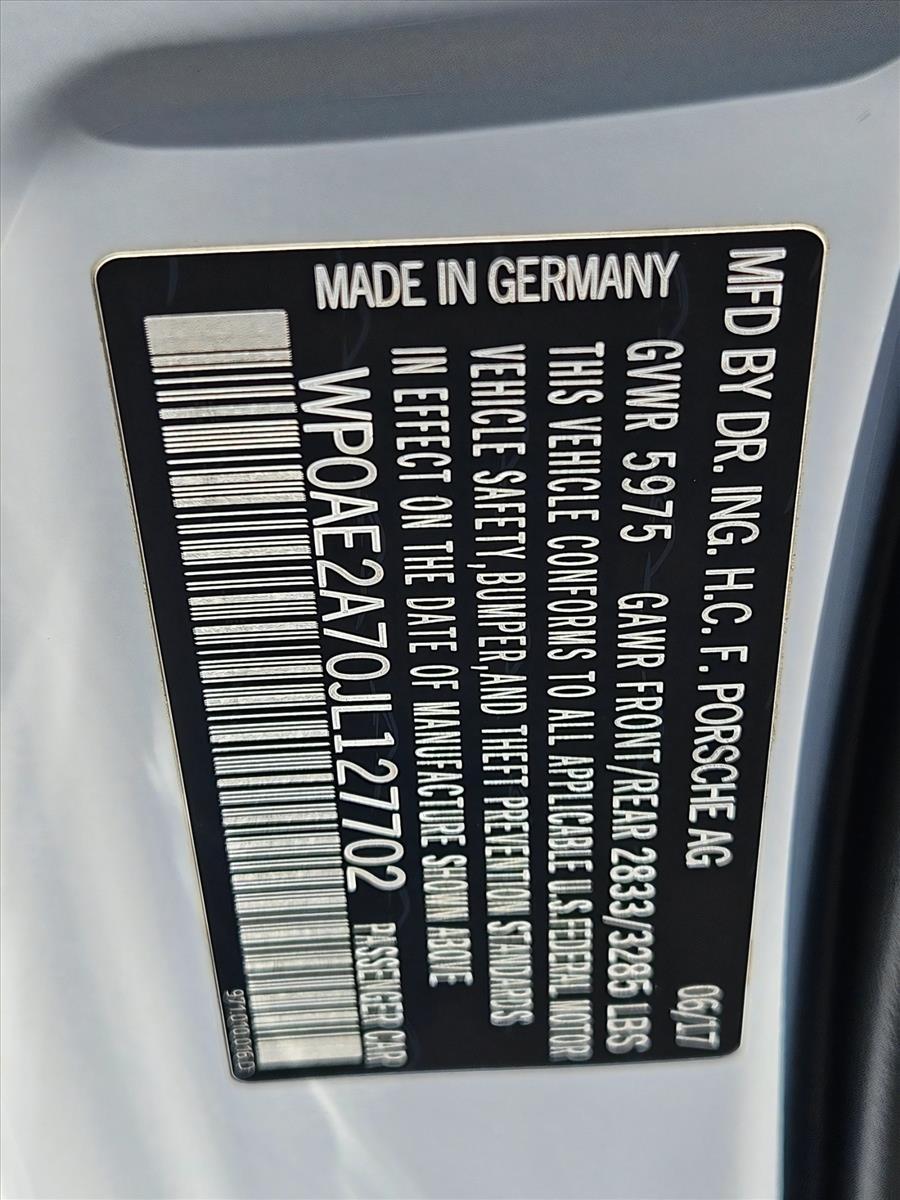 MFD BY DR. ING. H.C. F. PORSCHE AG 06/17
GVWR 5975 GAWR FRONT/REAR 2833/3285 LBS
THIS VEHICLE CONFORMS TO ALL APPLICABLE U.S.FEDERAL MOTOR
VEHICLE SAFETY,BUMPER,AND THEFT PREVENTION STANDARDS
IN EFFECT ON THE DATE OF MANUFACTURE SHOWN ABOVE
MADE IN GERMANY
WP0AE2A70JL127702 PASSENGER CAR